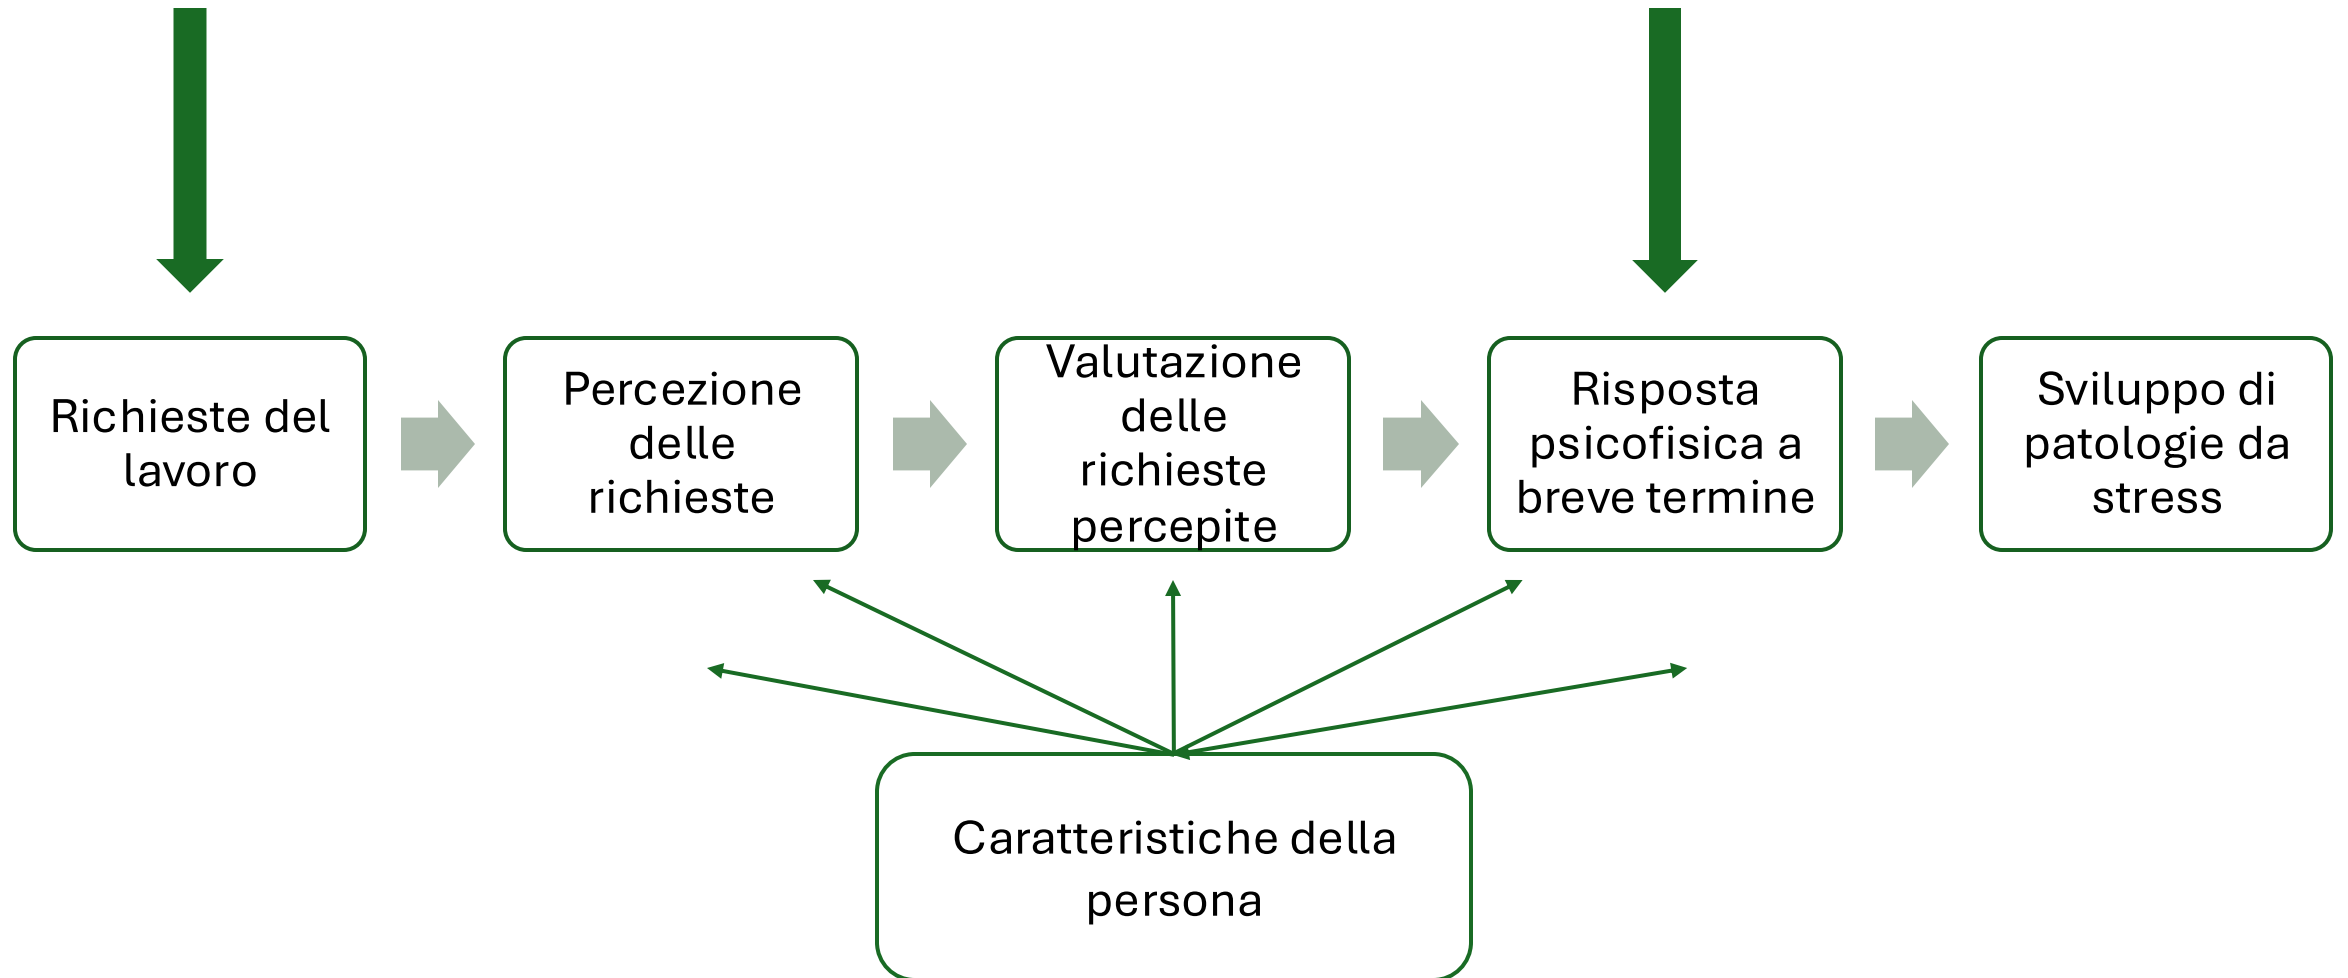 Richieste del
lavoro
Percezione
delle
richieste
Valutazione
delle
richieste
percepite
Risposta
psicofisica a
breve termine
Sviluppo di
patologie da
stress
Caratteristiche della
persona